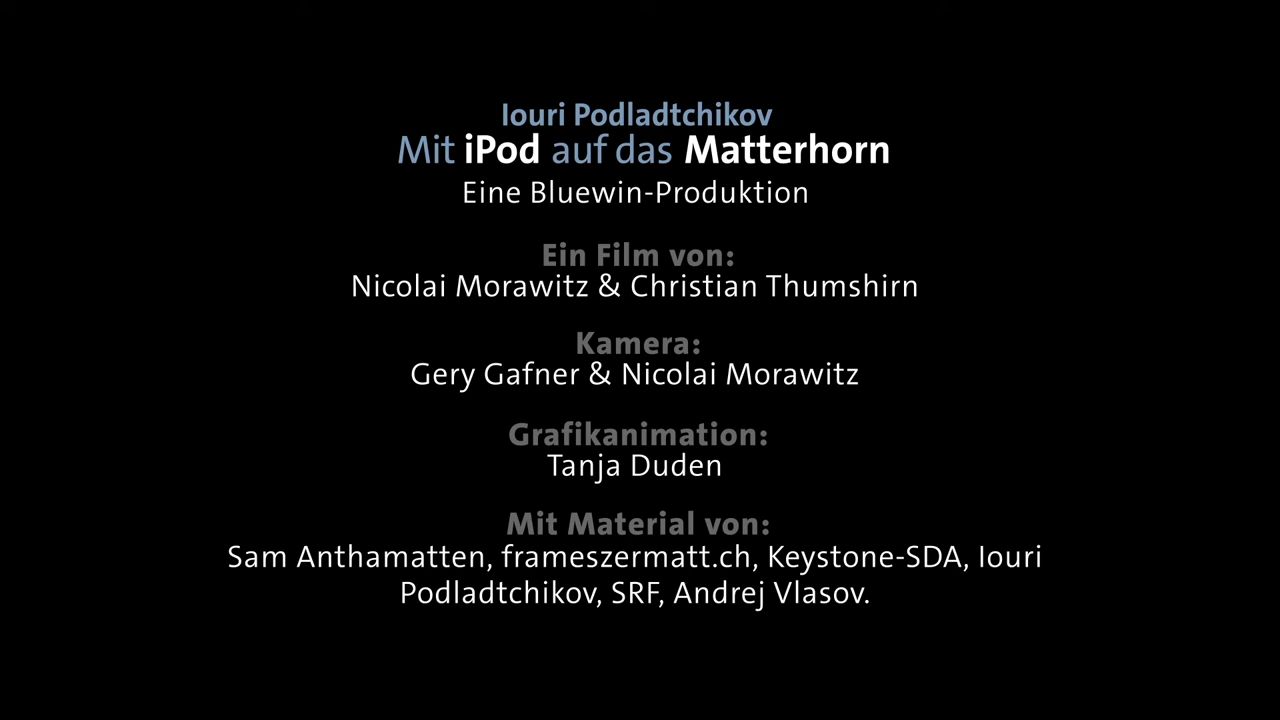 Iouri Podladtchikov
Mit iPod auf das Matterhorn
Eine Bluewin-Produktion
Ein Film von:
Nicolai Morawitz & Christian Thumshirn
Kamera:
Gery Gafner & Nicolai Morawitz
Grafikanimation:
Tanja Duden
Mit Material von:
Sam Anthamatten, frameszermatt.ch, Keystone-SDA, Iouri
Podladtchikov, SRF, Andrej Vlasov.